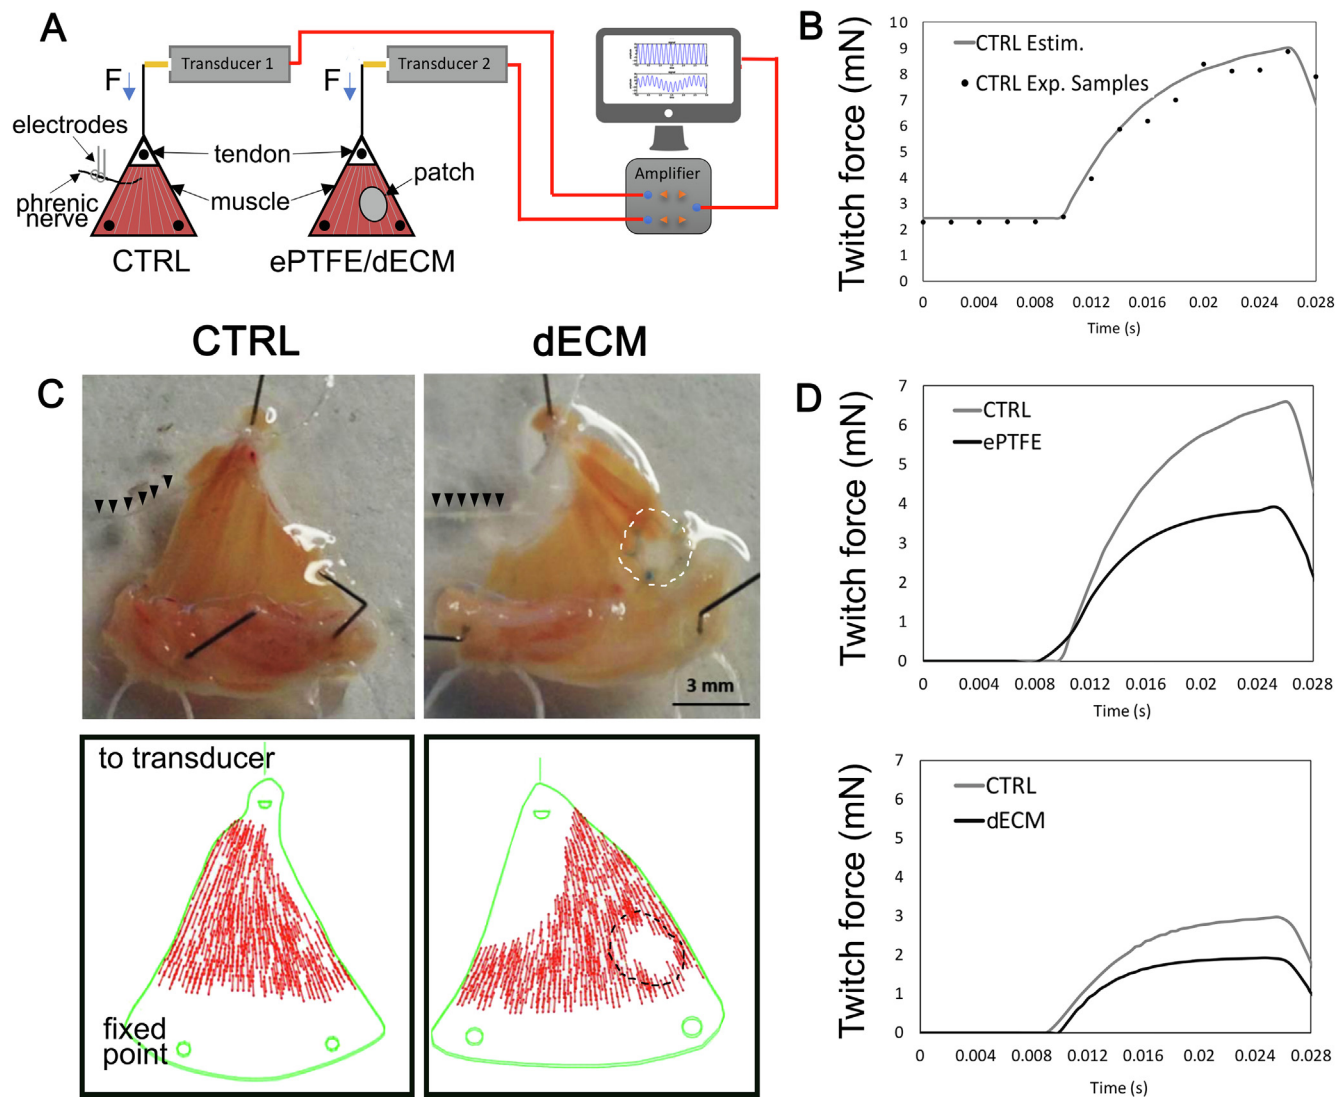 A
Transducer 1
Transducer 2
F
F
electrodes
tendon
patch
phrenic
nerve
muscle
Amplifier
CTRL
ePTFE/dECM
B
Twitch force (mN)
10
9
8
7
6
5
4
3
2
1
0
CTRL Estim.
CTRL Exp. Samples
0
0.004
0.008
0.012
0.016
0.02
0.024
0.028
Time (s)
C
CTRL
dECM
3 mm
to transducer
fixed
point
D
Twitch force (mN)
7
6
5
4
3
2
1
0
CTRL
ePTFE
0
0.004
0.008
0.012
0.016
0.02
0.024
0.028
Time (s)
Twitch force (mN)
7
6
5
4
3
2
1
0
CTRL
dECM
0
0.004
0.008
0.012
0.016
0.02
0.024
0.028
Time (s)